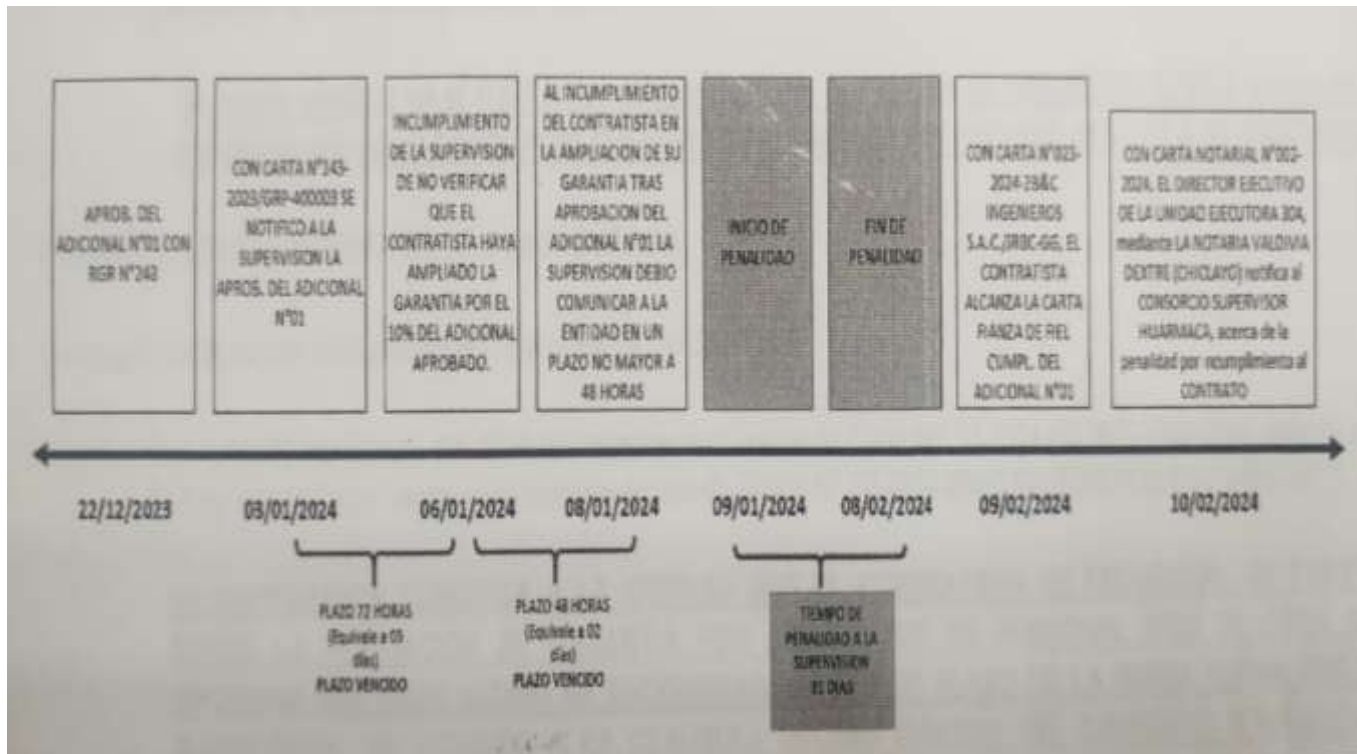 APROB. DEL
ADICIONAL N°01 CON
RGR N°243
CON CARTA N°143-
2023/GRP-400003 SE
NOTIFICO A LA
SUPERVISION LA
APROB. DEL ADICIONAL
N°01
INCUMPLIMIENTO
DE LA SUPERVISION
DE NO VERIFICAR
QUE EL
CONTRATISTA HAYA
AMPLIADO LA
GARANTIA POR EL
10% DEL ADICIONAL
APROBADO.
AL INCUMPLIMIENTO
DEL CONTRATISTA EN
LA AMPLIACION DE SU
GARANTIA TRAS
APROBACION DEL
ADICIONAL N°01 LA
SUPERVISION DEBIO
COMUNICAR A LA
ENTIDAD EN UN
PLAZO NO MAYOR A
48 HORAS
INICIO DE
PENALIDAD
FIN DE
PENALIDAD
CON CARTA N°023-
INGENIEROS
EL
CONTRATISTA
ALCANZA LA CARTA
FIANZA DE FIEL
CUMPL. DEL
ADICIONAL N°01
CON CARTA NOTARIAL N°002-
2024, EL DIRECTOR EJECUTIVO
DE LA UNIDAD EJECUTORA 304,
mediante LA NOTARIA VALDIVIA
DEXTRE (CHICLAYO) notifica al
CONSORCIO SUPERVISOR
HUARMACA, acerca de la
penalidad por incumplimiento al
CONTRATO
22/12/2023
03/01/2024
06/01/2024
08/01/2024
09/01/2024
08/02/2024
09/02/2024
10/02/2024
PLAZO 72 HORAS
(Equivale a 03
días)
PLAZO VENCIDO
PLAZO 48 HORAS
(Equivale a 02
días)
PLAZO VENCIDO
TIEMPO DE
PENALIDAD A LA
SUPERVISION
31 DIAS